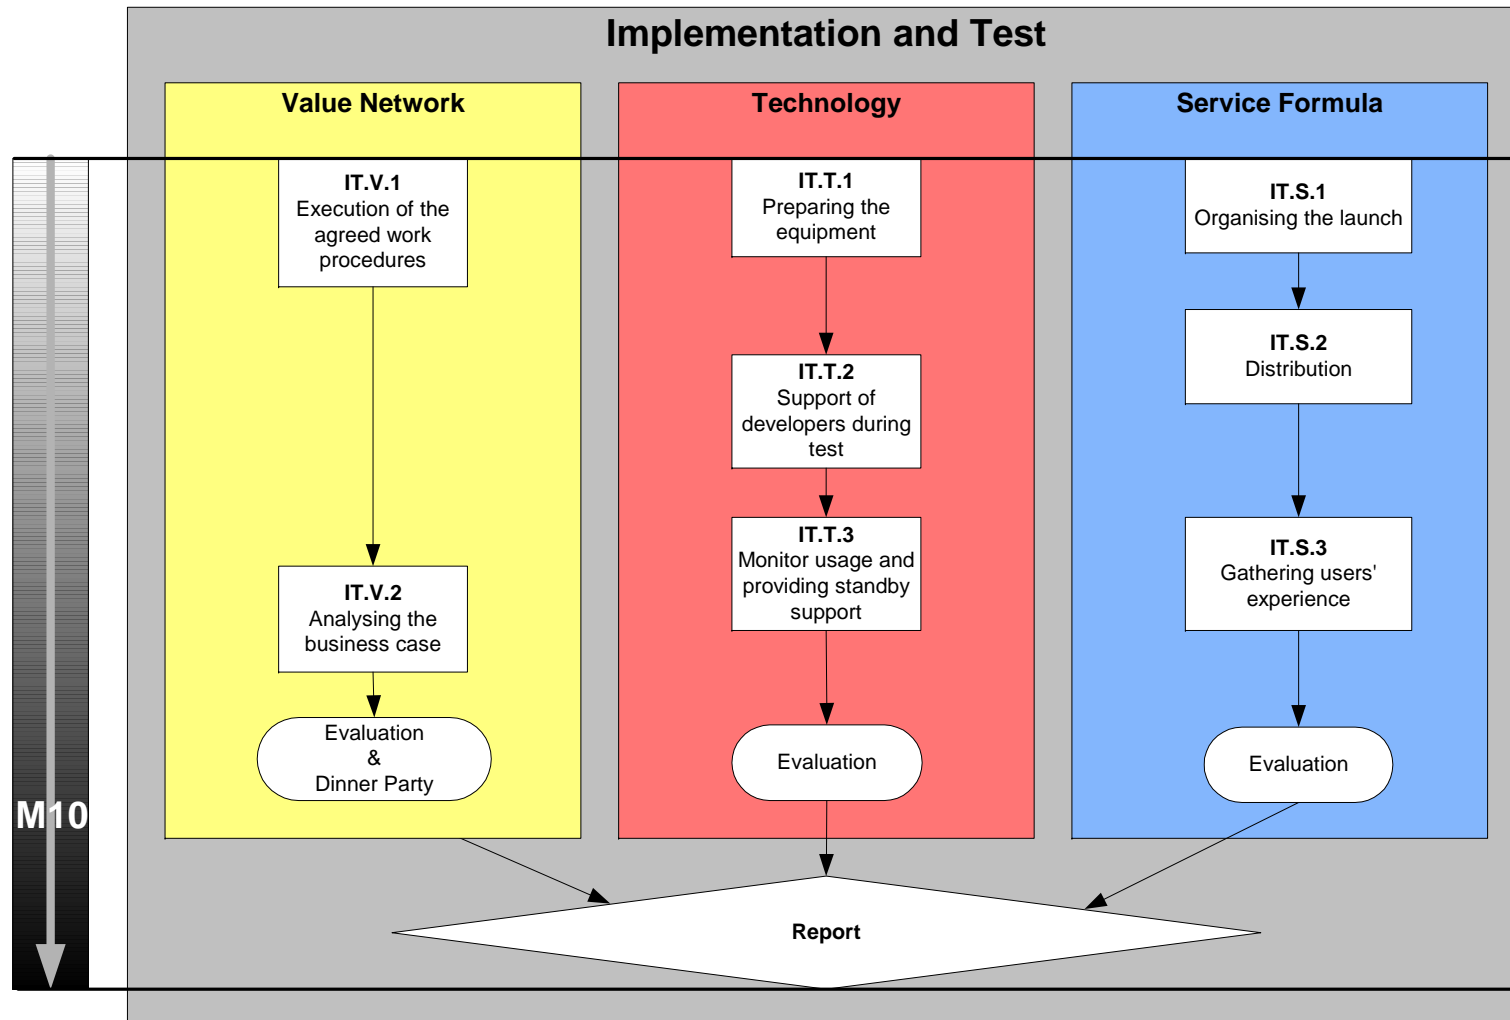 Implementation and Test
Value Network
IT.V.1
Execution of the
agreed work
procedures
IT.V.2
Analysing the
business case
Evaluation
&
Dinner Party
Technology
IT.T.1
Preparing the
equipment
IT.T.2
Support of
developers during
test
IT.T.3
Monitor usage and
providing standby
support
Evaluation
Service Formula
IT.S.1
Organising the launch
IT.S.2
Distribution
IT.S.3
Gathering users'
experience
Evaluation
M10
Report